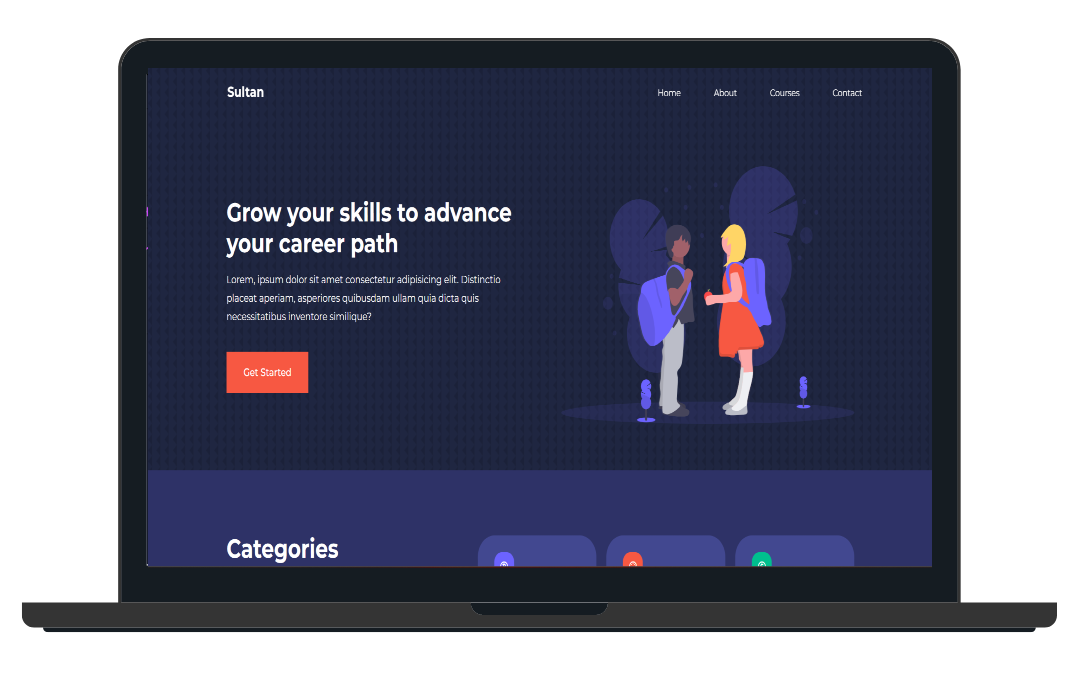 Sultan
Home About Courses Contact
Grow your skills to advance
your career path
Lorem, ipsum dolor sit amet consectetur adipisicing elit. Distinctio
placeat aperiam, asperiores quibusdam ullam quia dicta quis
necessitatibus inventore similique?
Get Started
Categories